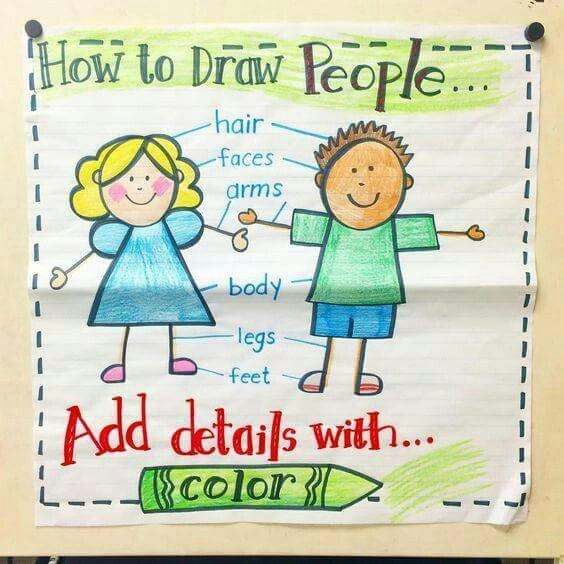 How to Draw People...
hair
faces
arms
body
legs
feet
Add details with...
color